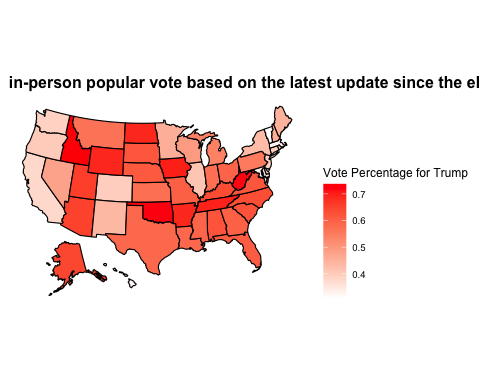 in-person popular vote based on the latest update since the el
Vote Percentage for Trump
0.7
0.6
0.5
0.4